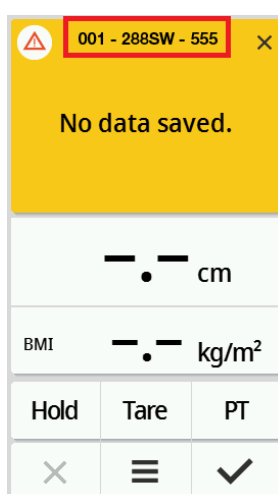 001 - 288SW - 555
No data saved.
-.- cm
BMI -.- kg/m²
Hold Tare PT